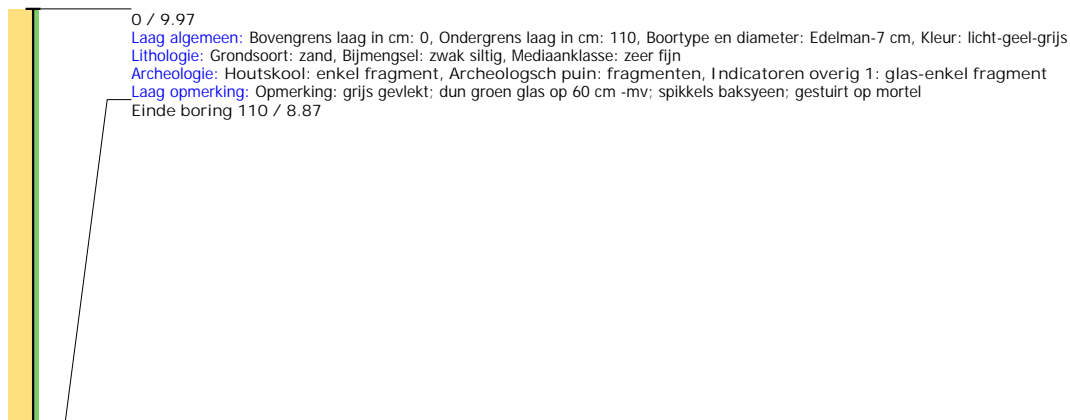 0 / 9.97
Laag algemeen: Bovengrens laag in cm: 0, Ondergrens laag in cm: 110, Boortype en diameter: Edelman-7 cm, Kleur: licht-geel-grijs
Lithologie: Grondsoort: zand, Bijmengsel: zwak siltig, Mediaanklasse: zeer fijn
Archeologie: Houtskool: enkel fragment, Archeologsch puin: fragmenten, Indicatoren overig 1: glas-enkel fragment
Laag opmerking: Opmerking: grijs gevlekt; dun groen glas op 60 cm -mv; spikkels baksyeen; gestuirt op mortel
Einde boring 110 / 8.87